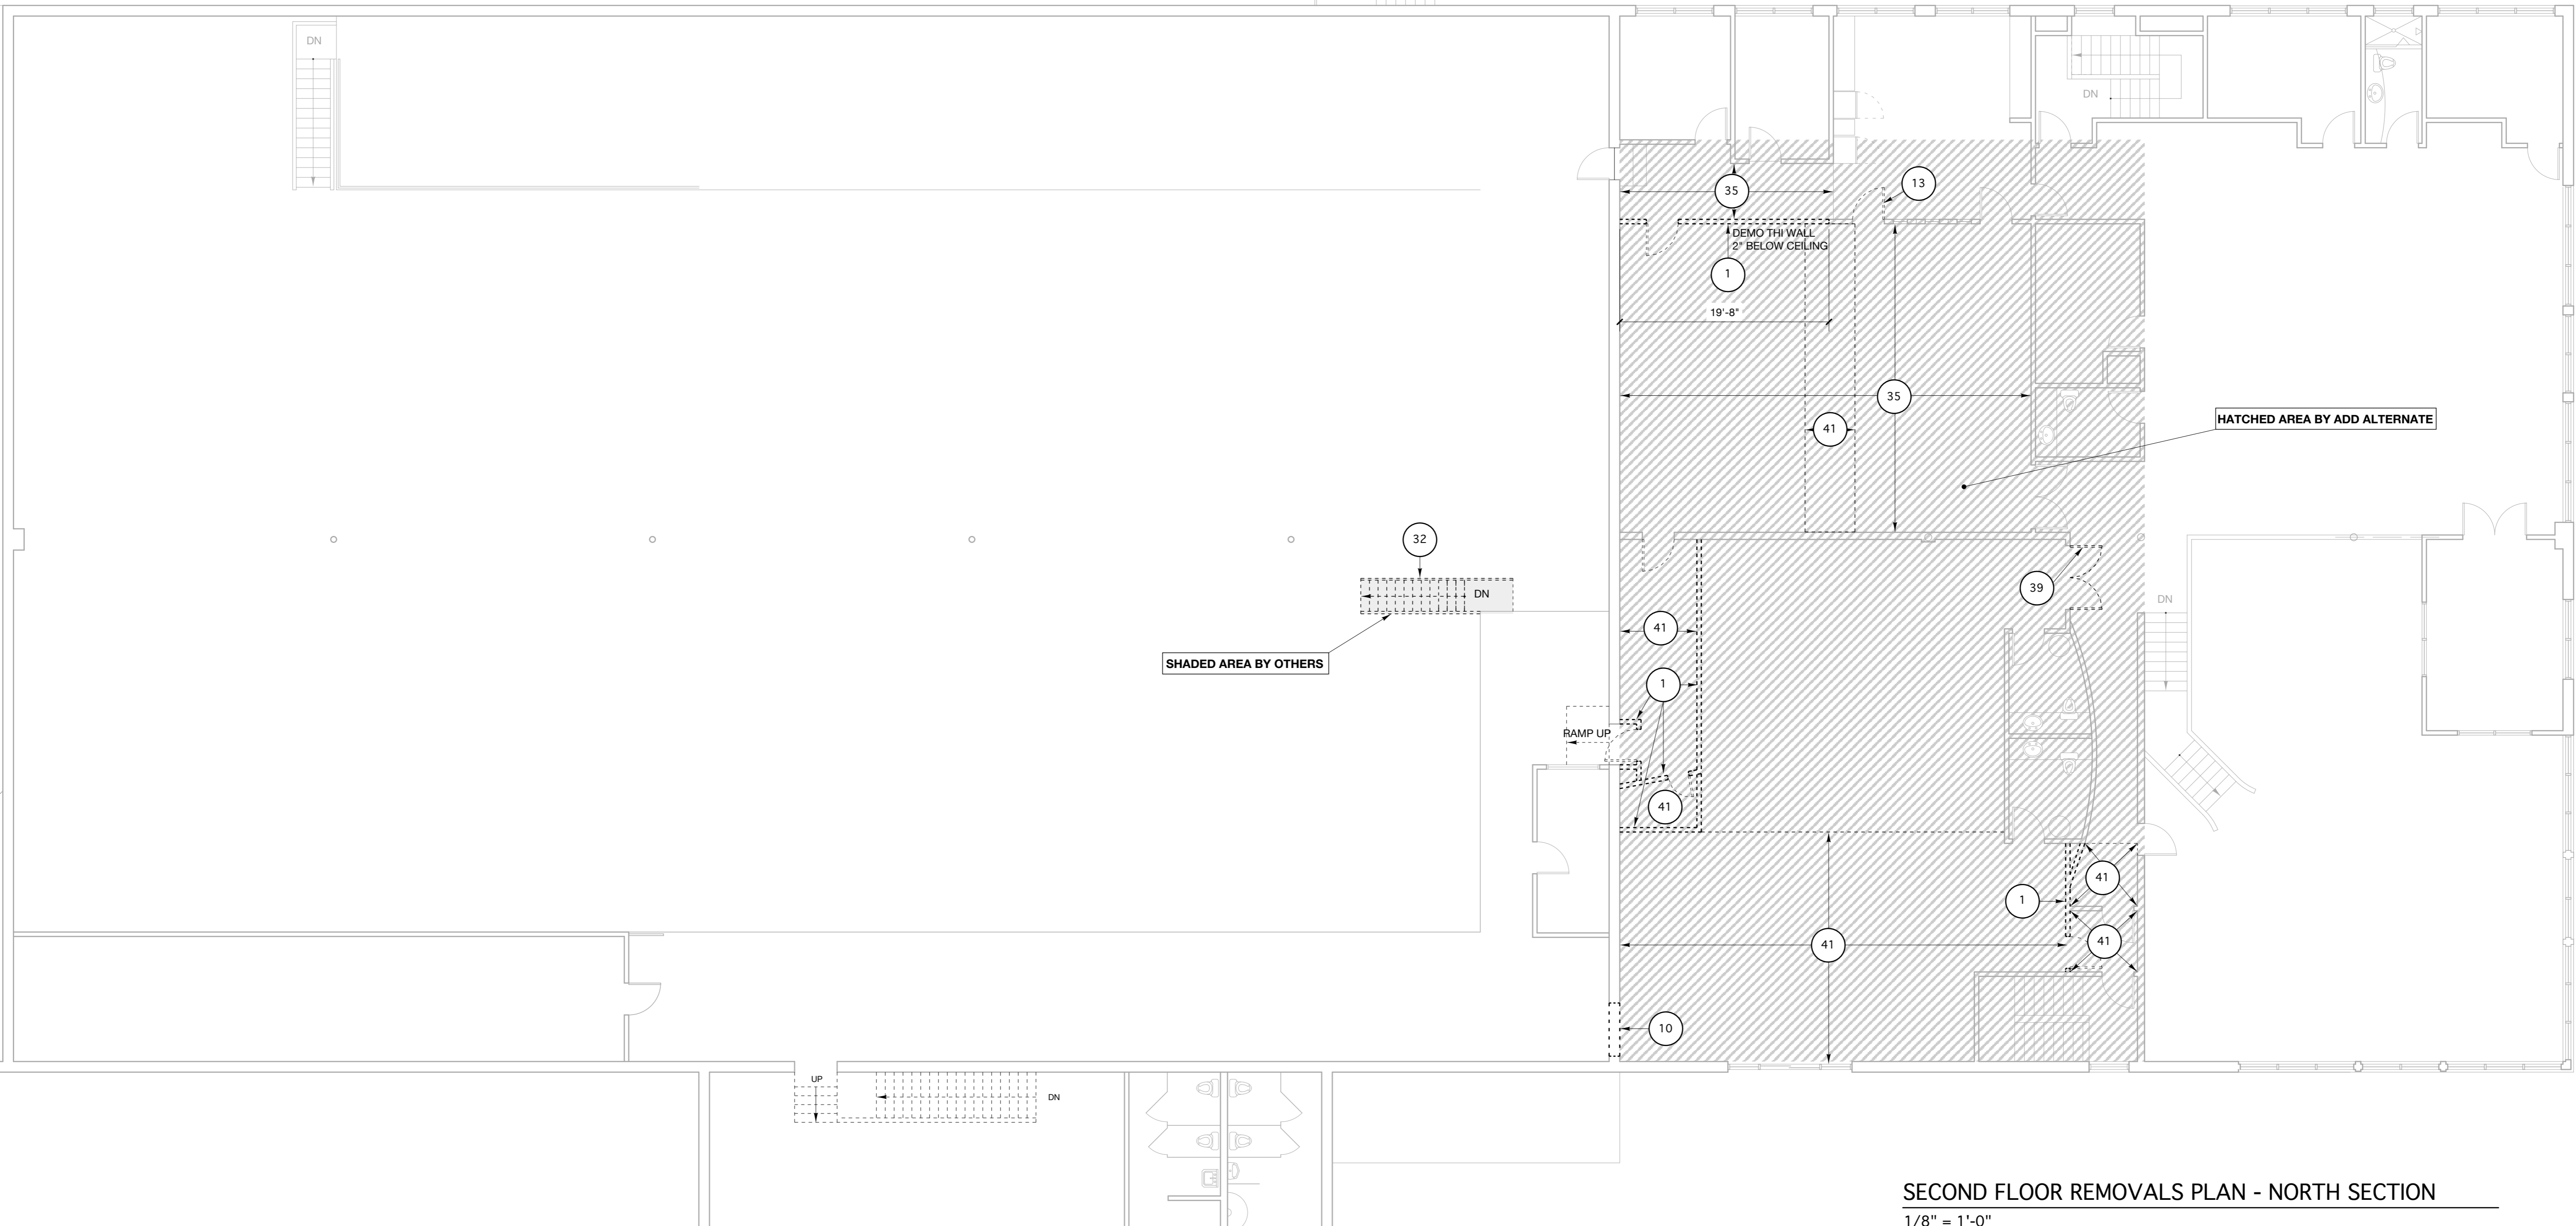 DN
DN
35
13
DEMO THI WALL
2" BELOW CEILING
1
19'-8"
35
41
HATCHED AREA BY ADD ALTERNATE
32
DN
39
DN
41
SHADED AREA BY OTHERS
1
RAMP UP
41
41
1
41
41
10
UP
DN
SECOND FLOOR REMOVALS PLAN - NORTH SECTION
1/8" = 1'-0"